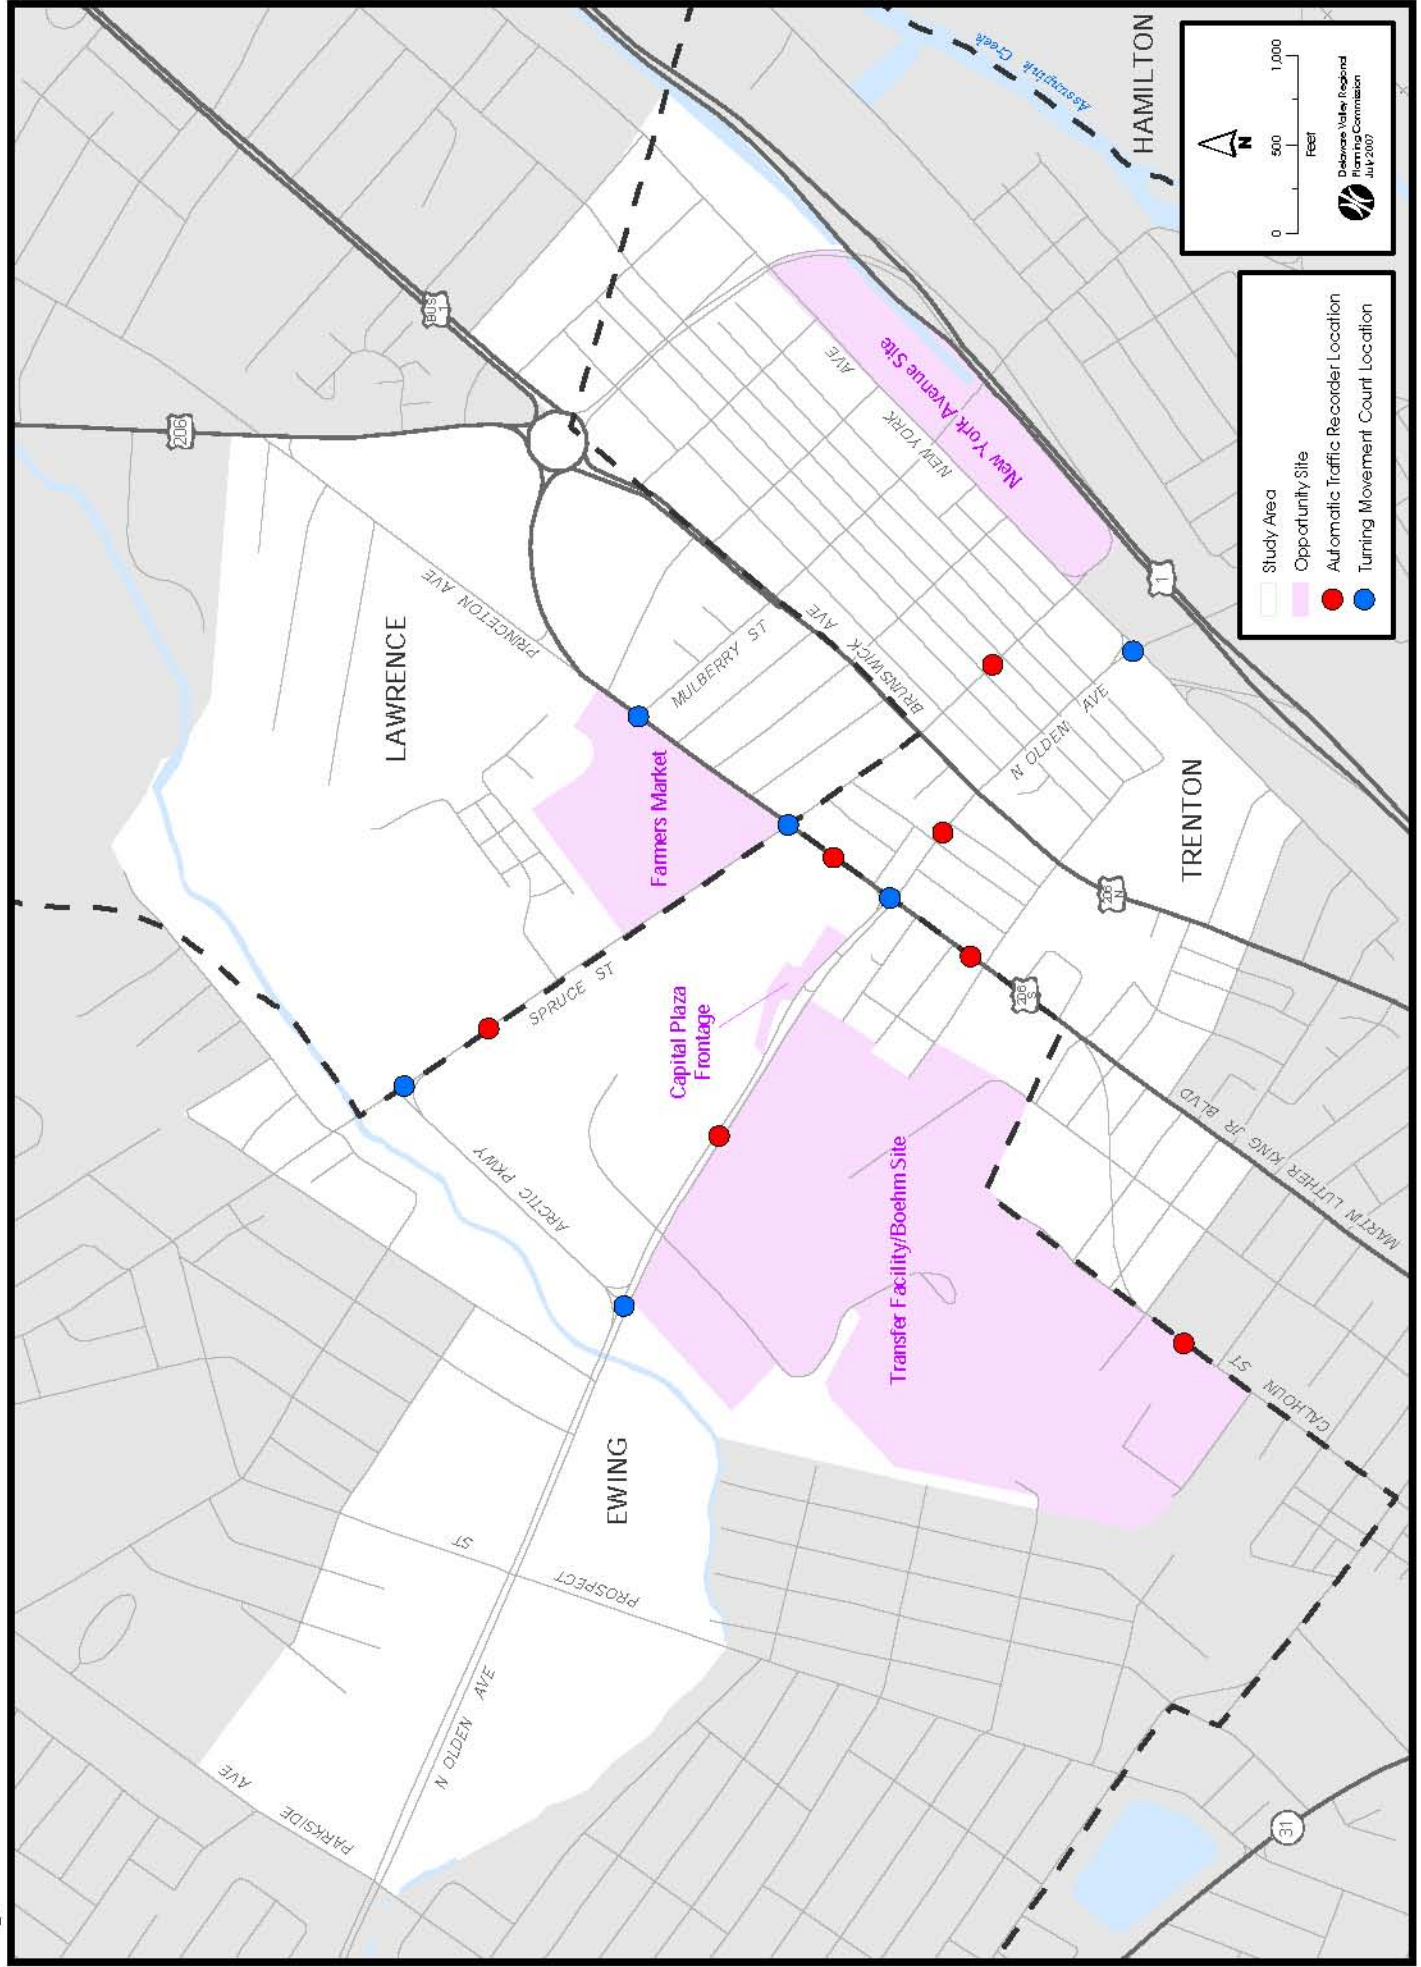 HAMILTON
Assunpink Creek
N
0 500 1,000
Feet
Delaware Valley Regional
Planning Commission
July 2007
Study Area
Opportunity Site
Automatic Traffic Recorder Location
Turning Movement Count Location
BUS
1
206
New York Avenue Site
NEW YORK AVE
1
LAWRENCE
PRINCETON AVE
MULBERRY ST
BRUNSWICK AVE
N OLDEN AVE
TRENTON
Farmers Market
206
N
206
S
SPRUCE ST
Capital Plaza
Frontage
ARCTIC PKWY
Transfer Facility/Boehm Site
MARTIN LUTHER KING JR BLVD
CALHOUN ST
EWING
PROSPECT ST
N OLDEN AVE
PARKSIDE AVE
31